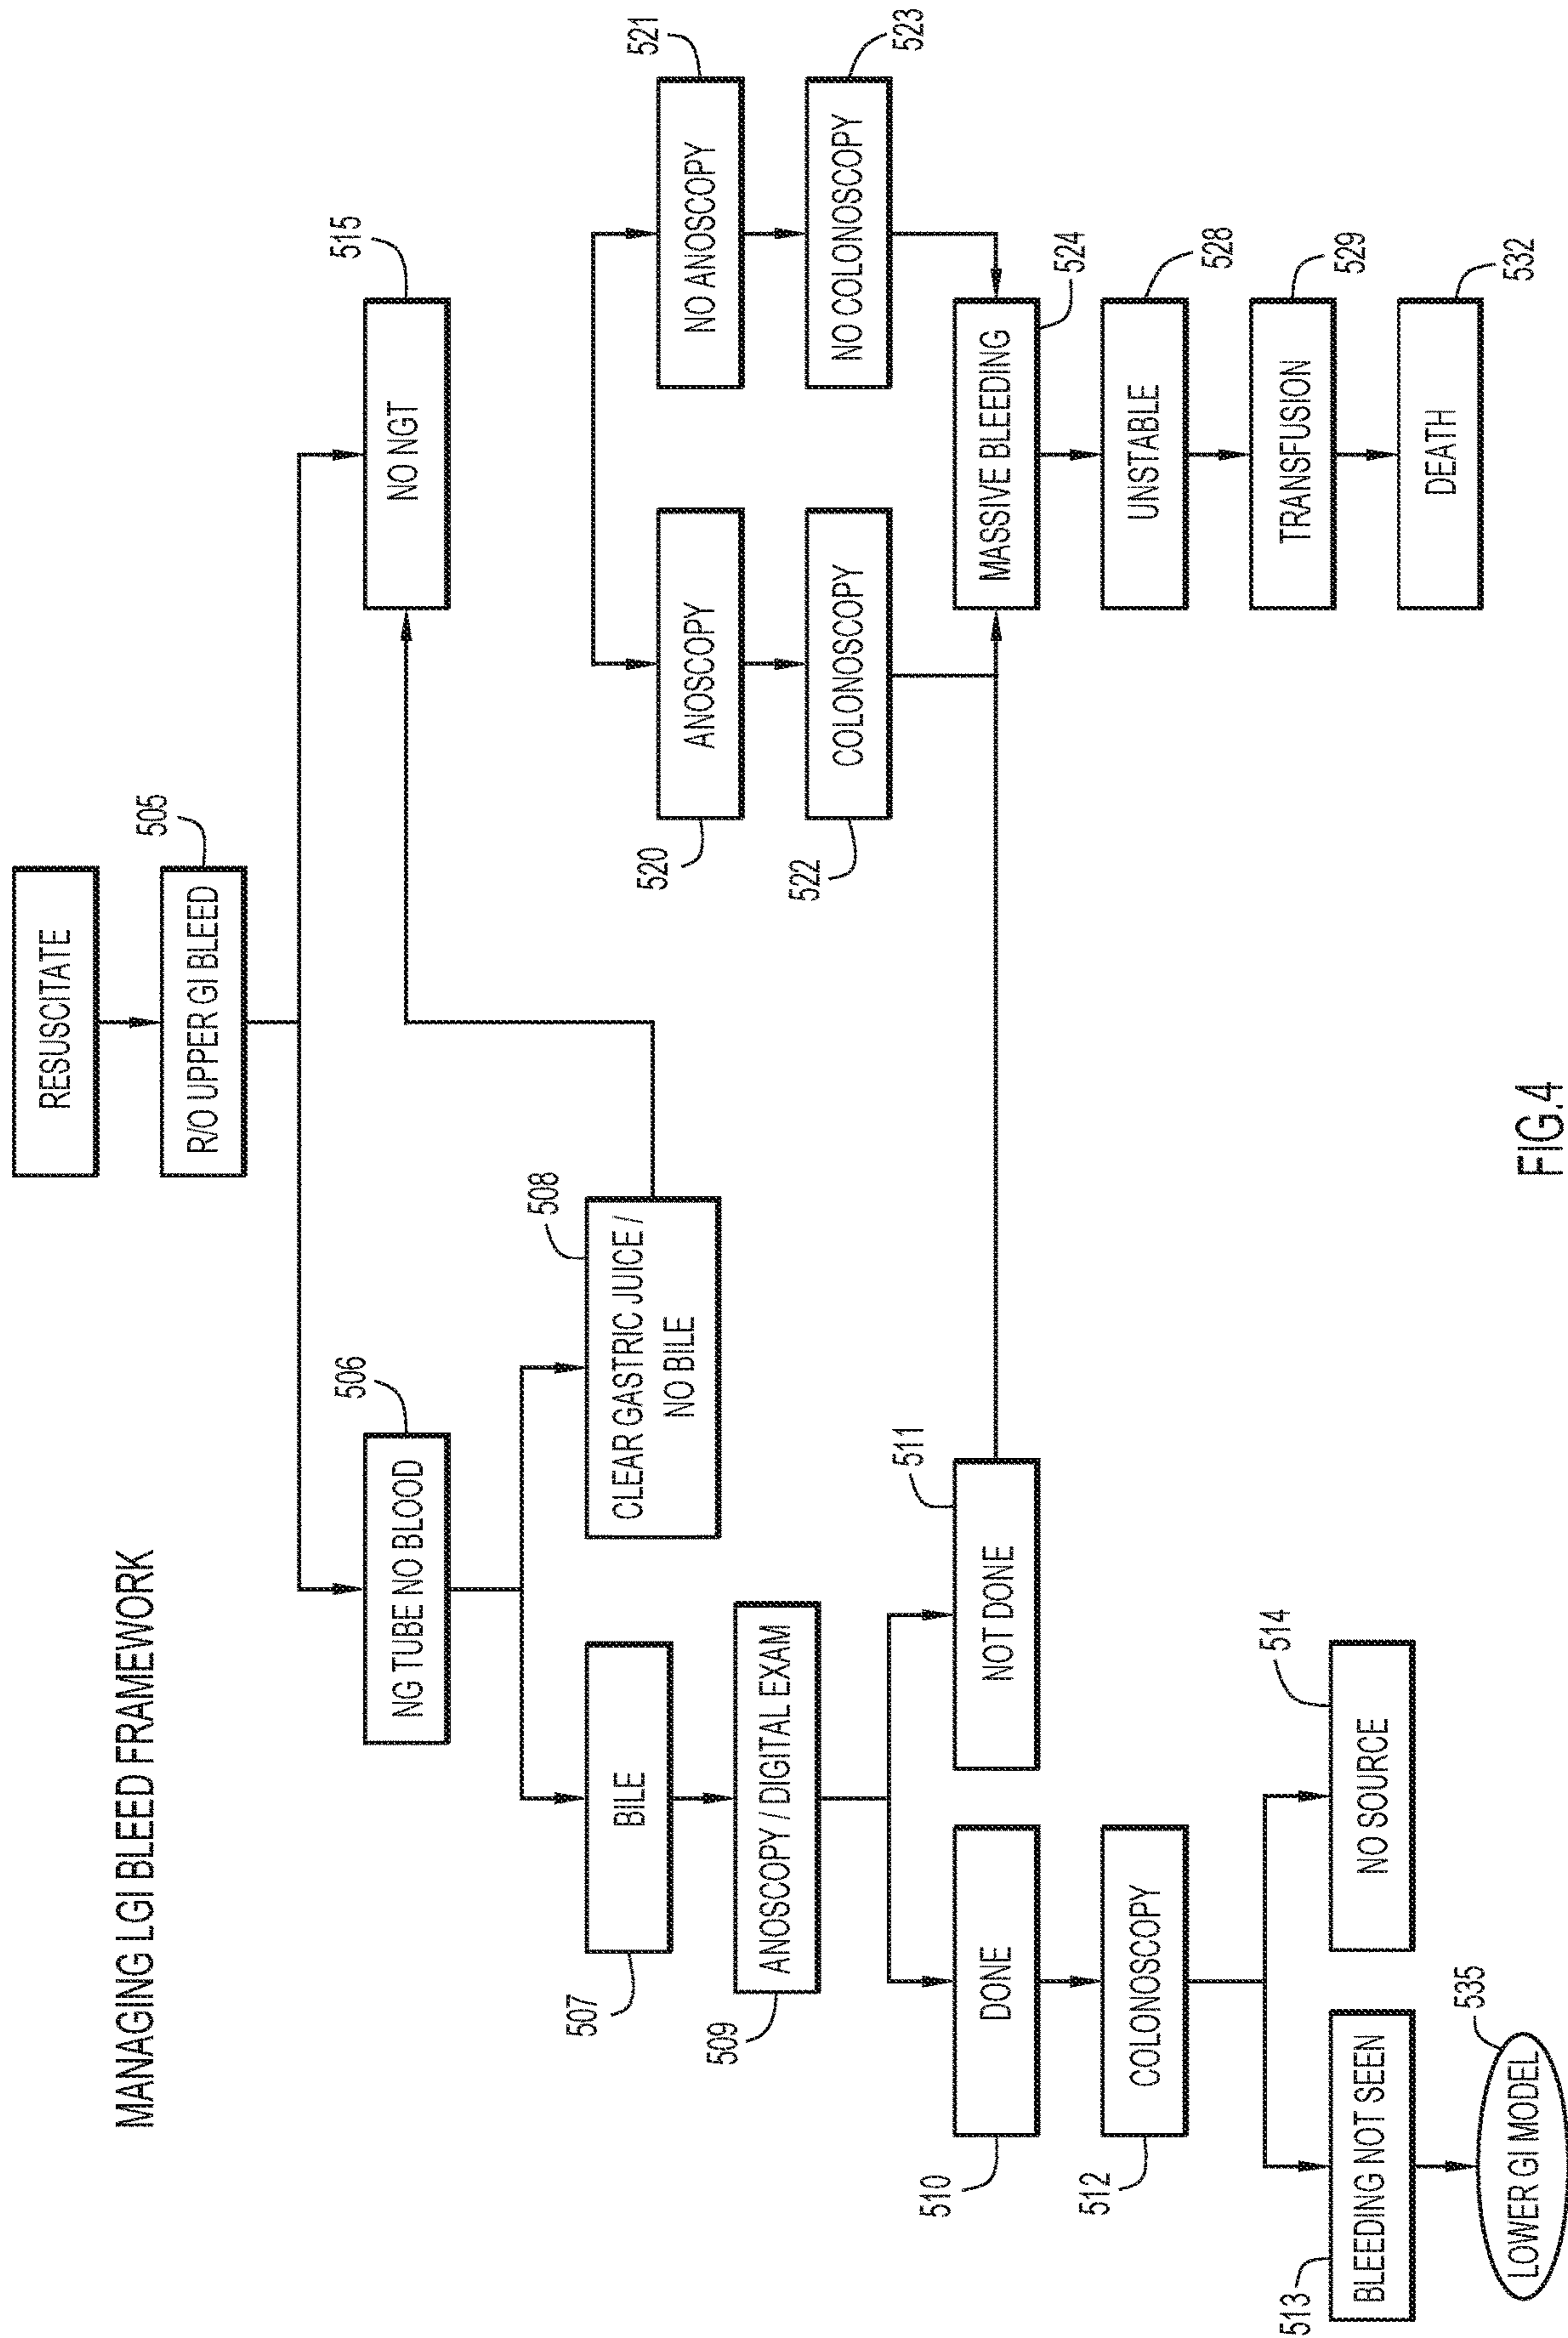 MANAGING LGI BLEED FRAMEWORK
RESUSCITATE
R/O UPPER GI BLEED
505
NG TUBE NO BLOOD
506
NO NGT
515
BILE
507
CLEAR GASTRIC JUICE /
NO BILE
508
ANOSCOPY / DIGITAL EXAM
509
ANOSCOPY
520
NO ANOSCOPY
521
COLONOSCOPY
522
NO COLONOSCOPY
523
DONE
510
NOT DONE
511
MASSIVE BLEEDING
524
COLONOSCOPY
512
UNSTABLE
528
TRANSFUSION
529
BLEEDING NOT SEEN
513
NO SOURCE
514
DEATH
532
LOWER GI MODEL
535
FIG.4